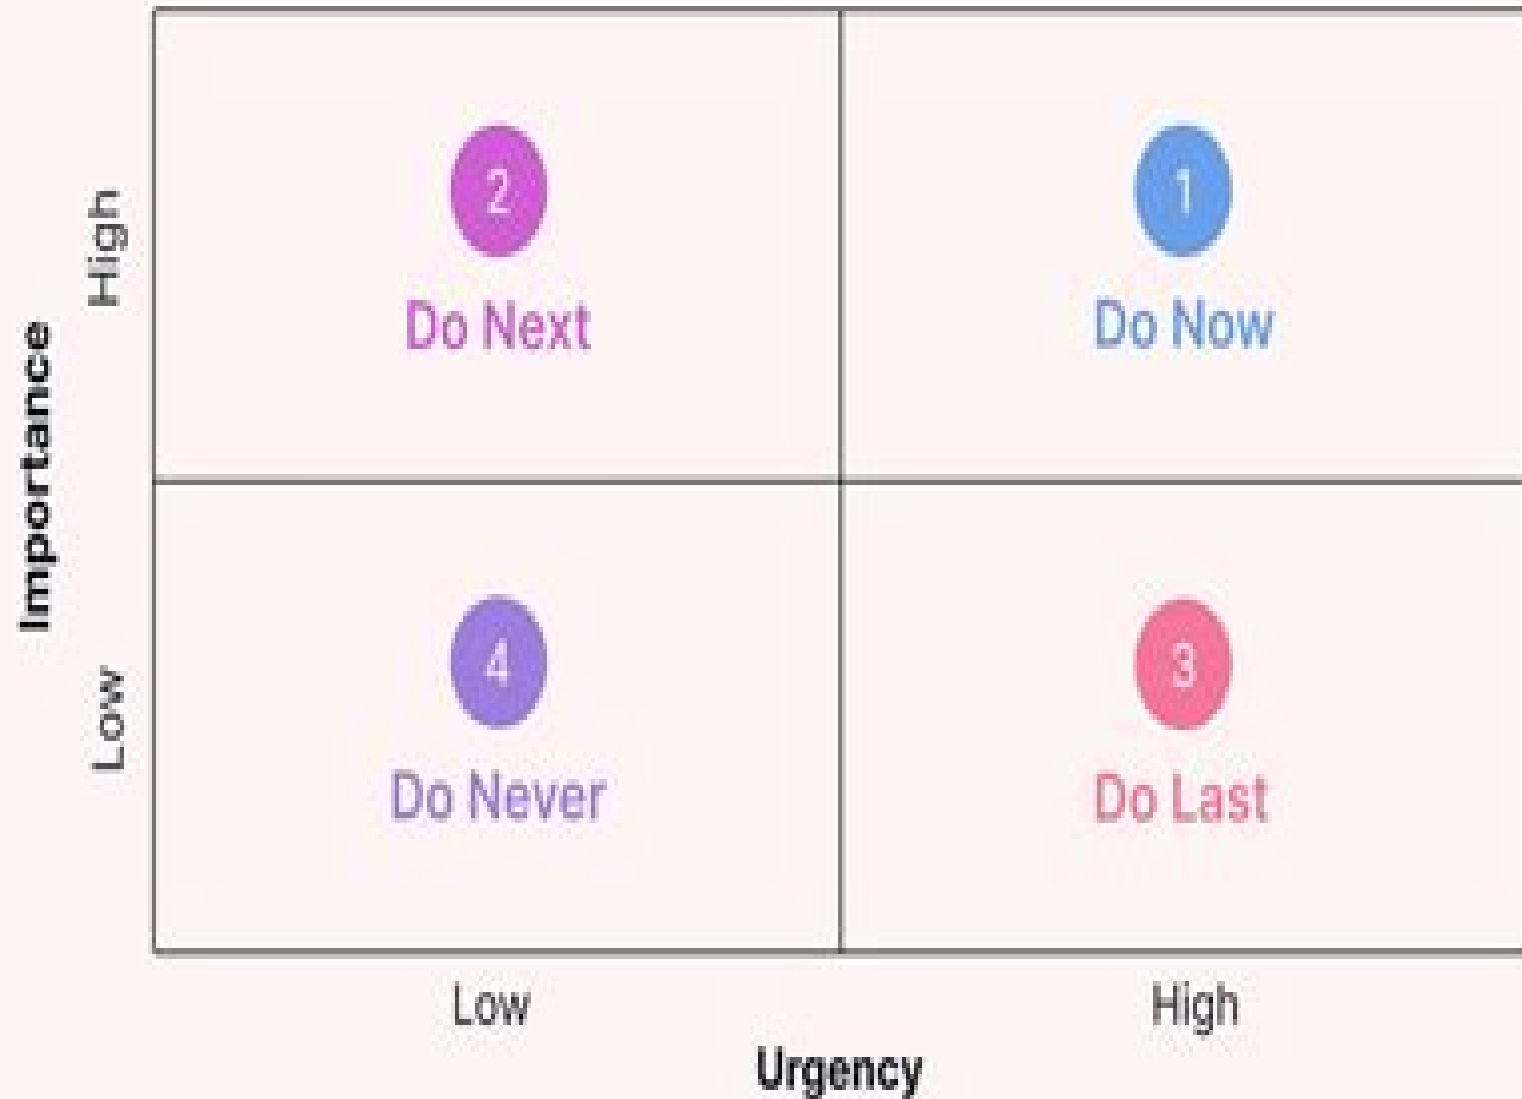 Importance
High
2
Do Next
1
Do Now
Low
4
Do Never
3
Do Last
Low
High
Urgency